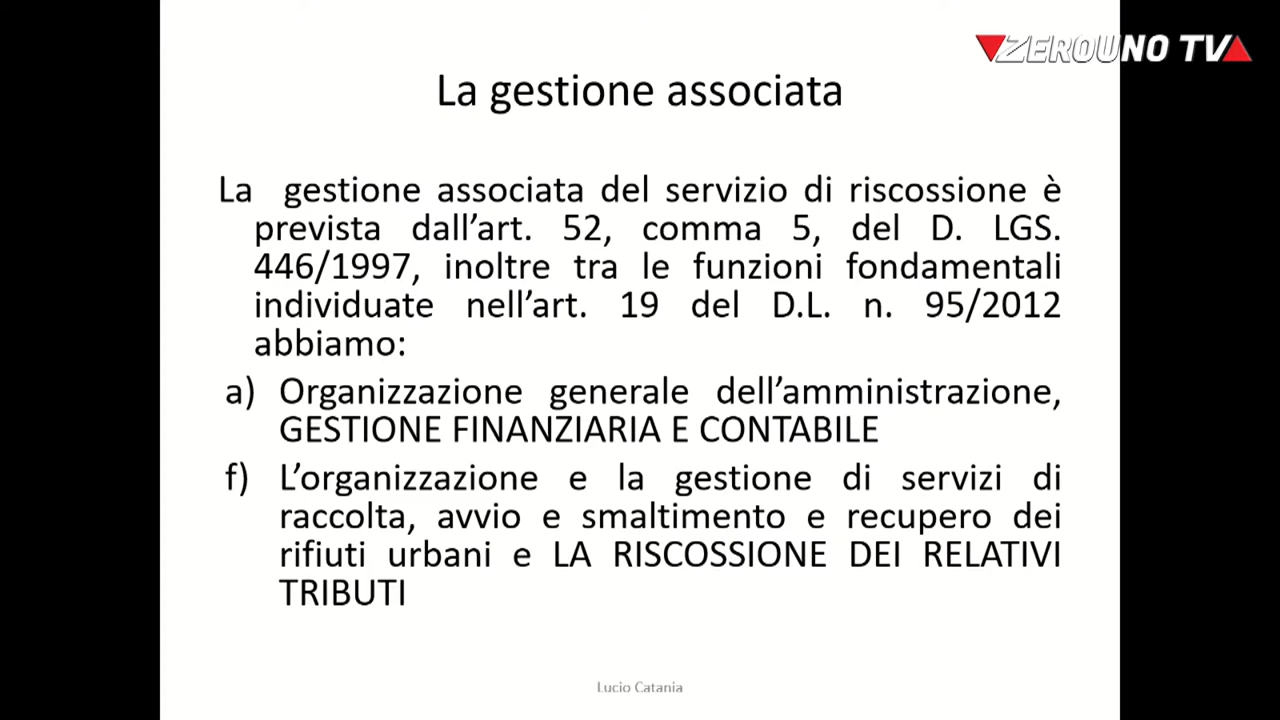 ZEROUNO TV
La gestione associata
La gestione associata del servizio di riscossione è
prevista dall’art. 52, comma 5, del D. LGS.
446/1997, inoltre tra le funzioni fondamentali
individuate nell’art. 19 del D.L. n. 95/2012
abbiamo:
a) Organizzazione generale dell’amministrazione,
GESTIONE FINANZIARIA E CONTABILE
f) L’organizzazione e la gestione di servizi di
raccolta, avvio e smaltimento e recupero dei
rifiuti urbani e LA RISCOSSIONE DEI RELATIVI
TRIBUTI
Lucio Catania